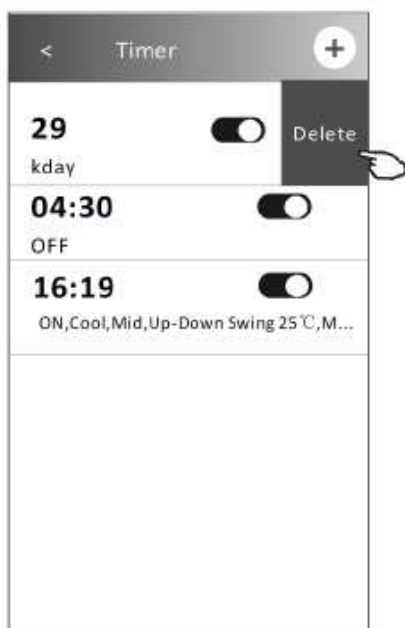 < Timer +
29
Delete
kday
04:30
OFF
16:19
ON,Cool,Mid,Up-Down Swing 25℃,M...